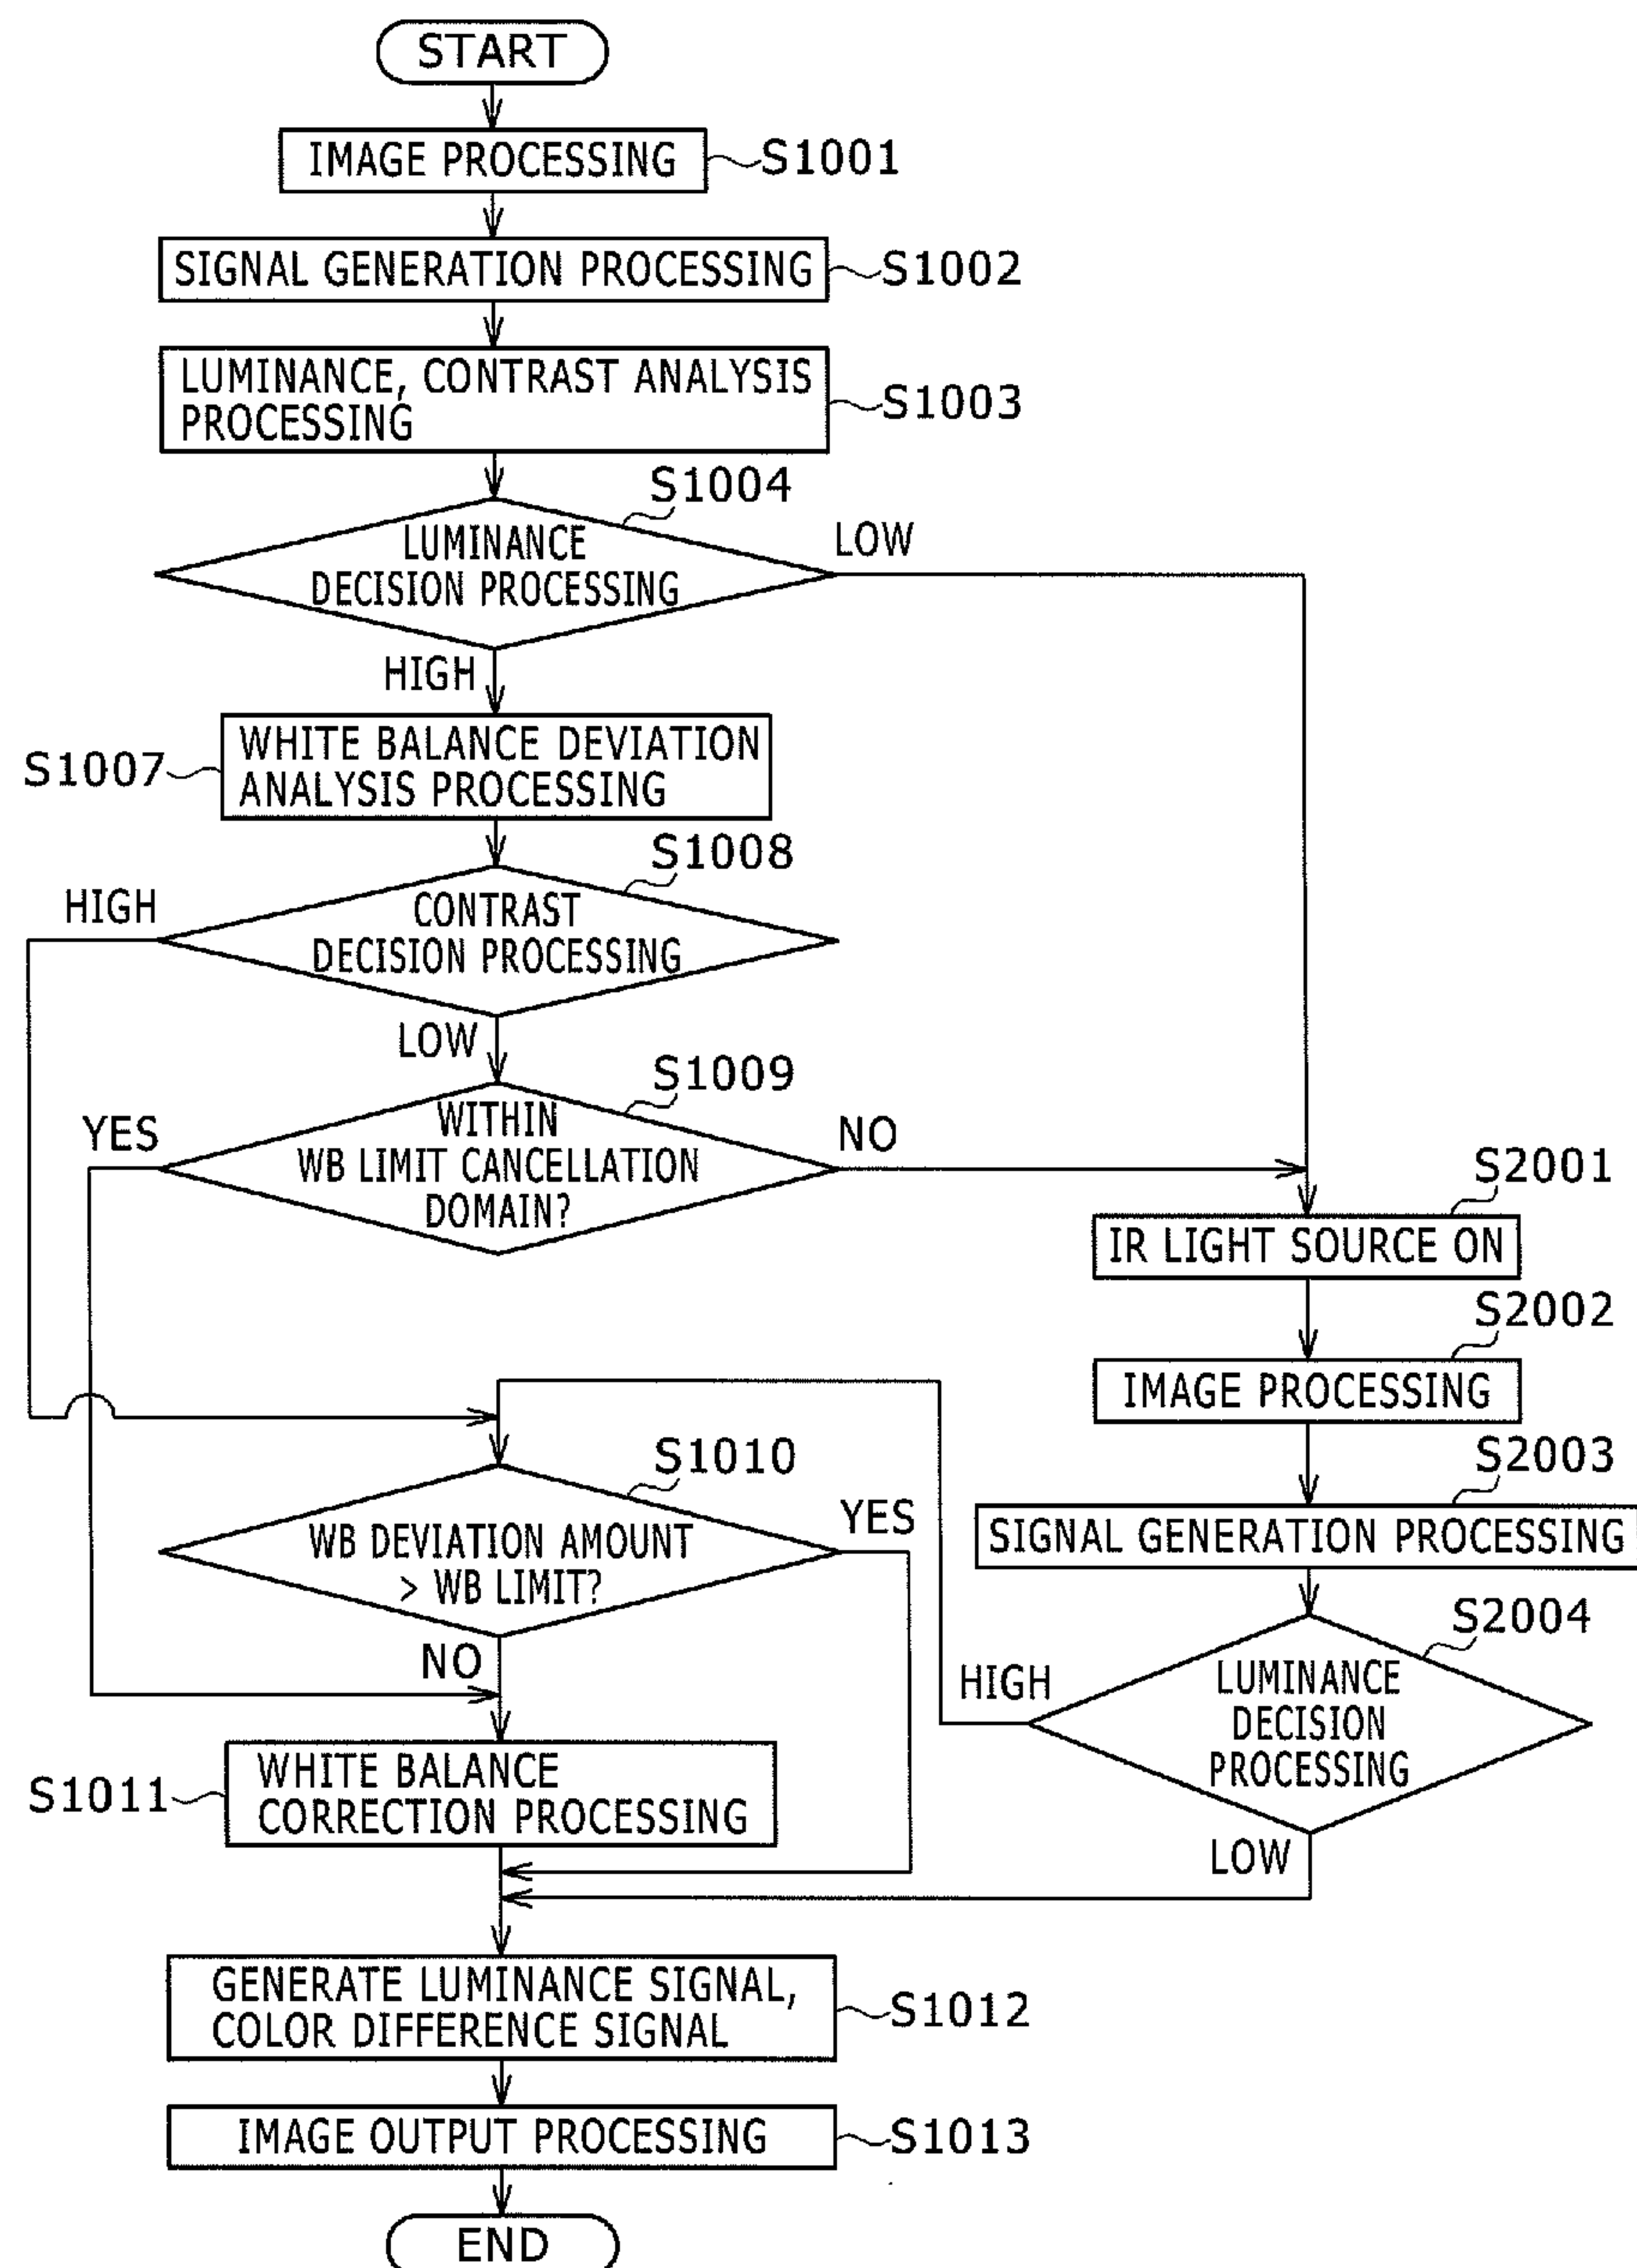 START
IMAGE PROCESSING
S1001
SIGNAL GENERATION PROCESSING
S1002
LUMINANCE, CONTRAST ANALYSIS
PROCESSING
S1003
S1004
LUMINANCE
DECISION PROCESSING
LOW
HIGH
S1007
WHITE BALANCE DEVIATION
ANALYSIS PROCESSING
S1008
HIGH
CONTRAST
DECISION PROCESSING
LOW
S1009
YES
WITHIN
WB LIMIT CANCELLATION
DOMAIN?
NO
S2001
IR LIGHT SOURCE ON
S2002
IMAGE PROCESSING
S2003
SIGNAL GENERATION PROCESSING
S1010
WB DEVIATION AMOUNT
> WB LIMIT?
YES
NO
S2004
HIGH
LUMINANCE
DECISION
PROCESSING
LOW
S1011
WHITE BALANCE
CORRECTION PROCESSING
GENERATE LUMINANCE SIGNAL,
COLOR DIFFERENCE SIGNAL
S1012
IMAGE OUTPUT PROCESSING
S1013
END